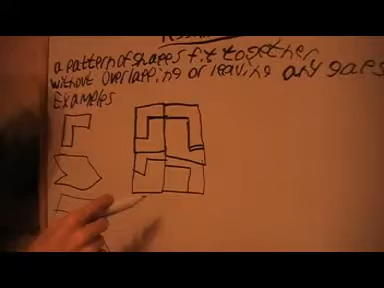 a pattern of shapes fit together
without overlapping or leaving any gaps
Examples